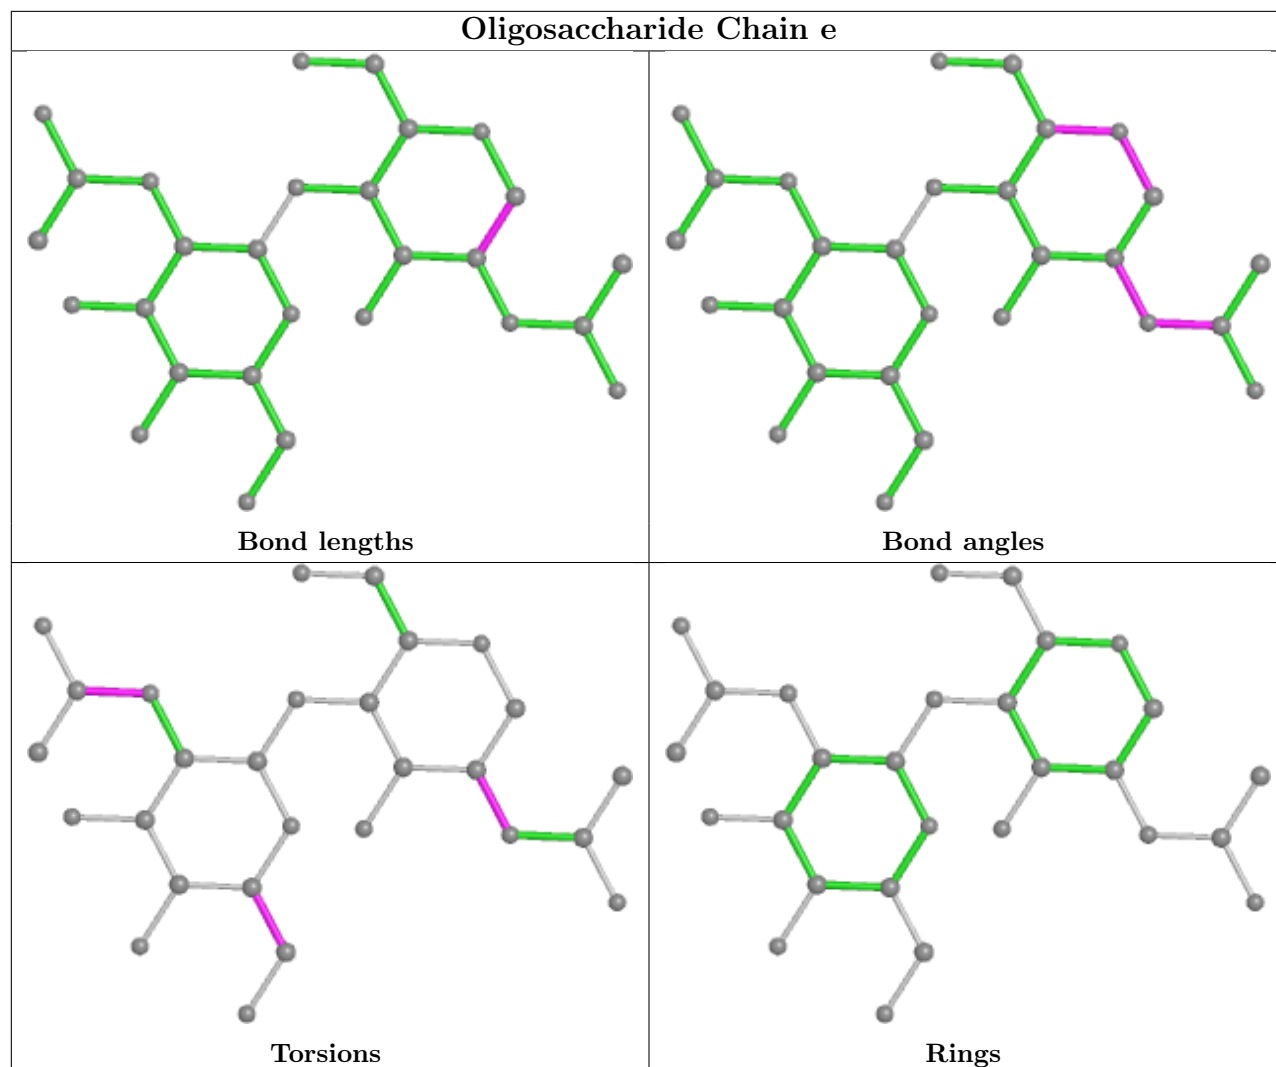 Oligosaccharide Chain e
Bond lengths
Bond angles
Torsions
Rings